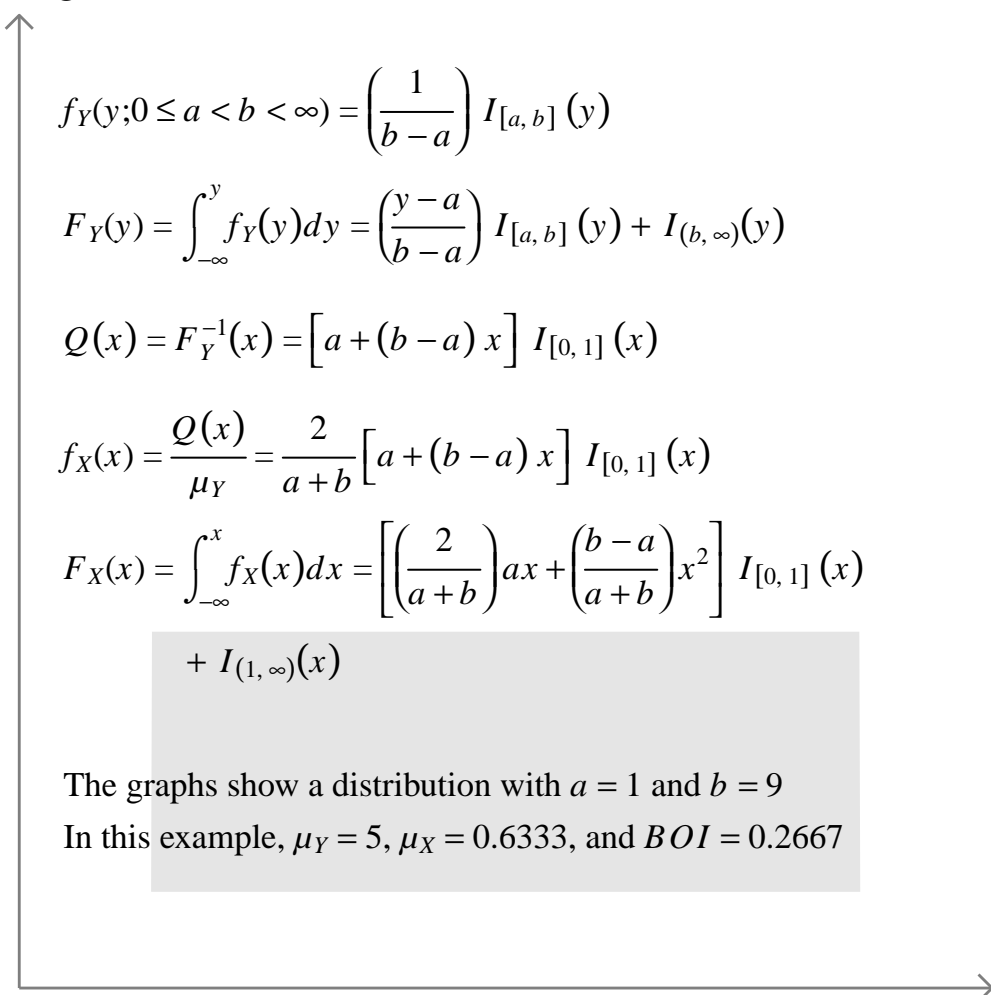 f_Y(y;0 ≤ a < b < ∞) = (1/(b − a)) I_{[a, b]} (y)
F_Y(y) = ∫_{−∞}^{y} f_Y(y)dy = ((y − a)/(b − a)) I_{[a, b]} (y) + I_{(b, ∞)}(y)
Q(x) = F_Y^{−1}(x) = [a + (b − a) x] I_{[0, 1]} (x)
f_X(x) = Q(x)/μ_Y = 2/(a + b) [a + (b − a) x] I_{[0, 1]} (x)
F_X(x) = ∫_{−∞}^{x} f_X(x)dx = [(2/(a + b))ax + ((b − a)/(a + b))x²] I_{[0, 1]} (x)
+ I_{(1, ∞)}(x)
The graphs show a distribution with a = 1 and b = 9
In this example, μ_Y = 5, μ_X = 0.6333, and BOI = 0.2667